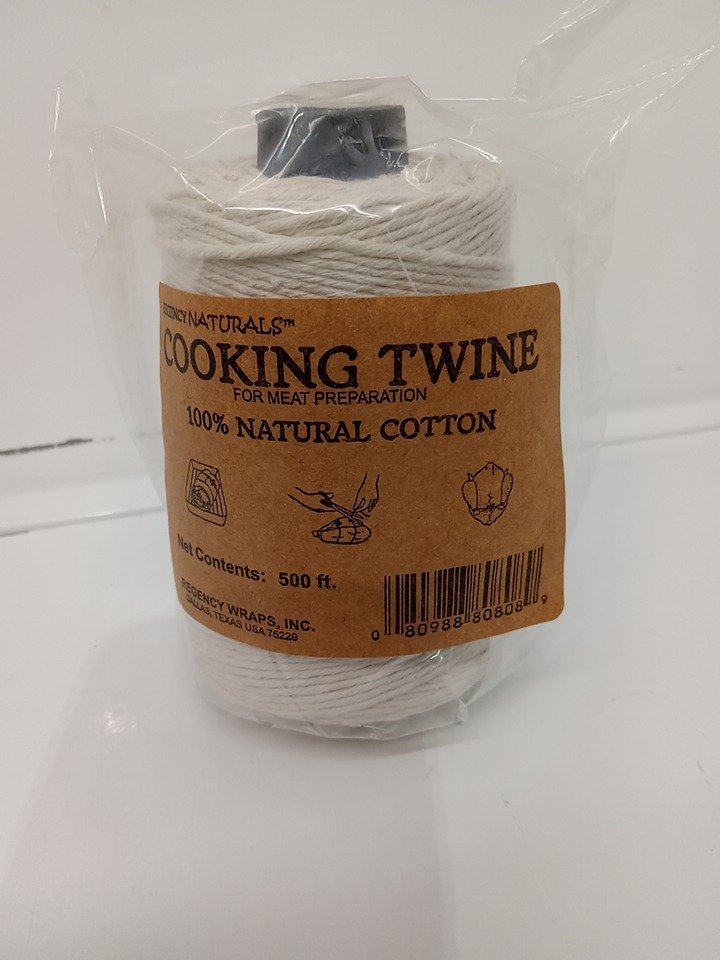 REGENCY NATURALS™
COOKING TWINE
FOR MEAT PREPARATION
100% NATURAL COTTON
Net Contents: 500 ft.
REGENCY WRAPS, INC.
DALLAS, TEXAS USA 75229
0 80988 80808 9